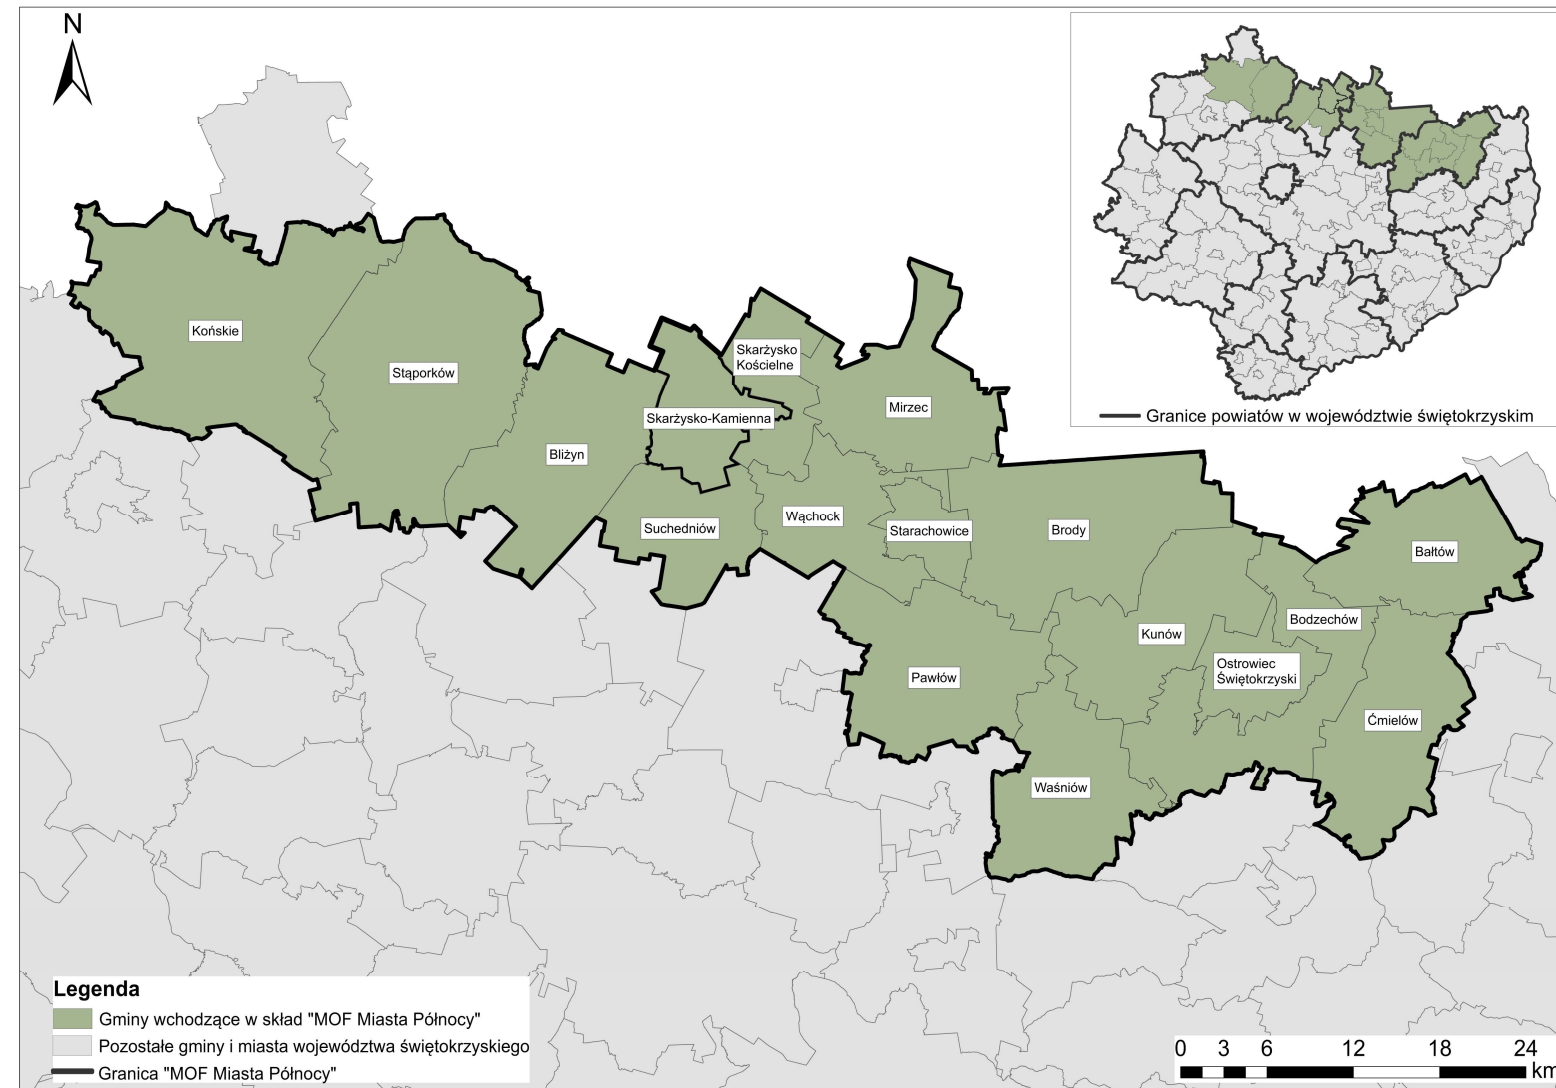 N
Granice powiatów w województwie świętokrzyskim
Końskie
Stąporków
Skarżysko
Kościelne
Mirzec
Skarżysko-Kamienna
Bliżyn
Suchedniów
Wąchock
Starachowice
Brody
Bałtów
Bodzechów
Kunów
Ostrowiec
Świętokrzyski
Pawłów
Ćmielów
Waśniów
Legenda
Gminy wchodzące w skład "MOF Miasta Północy"
Pozostałe gminy i miasta województwa świętokrzyskiego
Granica "MOF Miasta Północy"
0 3 6 12 18 24
km